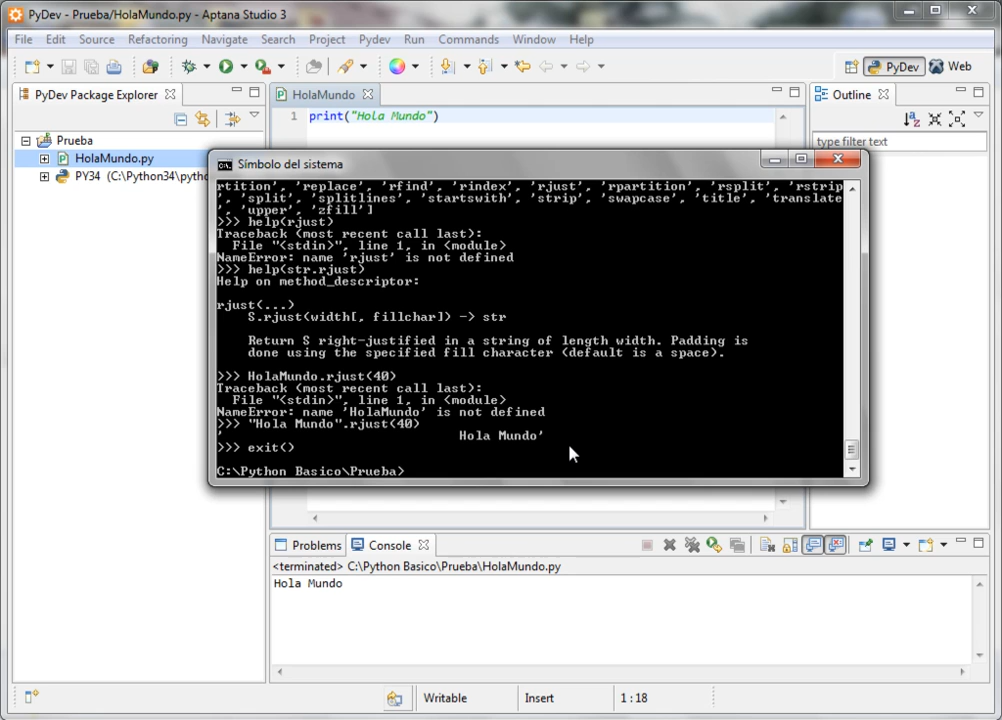 PyDev - Prueba/HolaMundo.py - Aptana Studio 3
File Edit Source Refactoring Navigate Search Project Pydev Run Commands Window Help
PyDev Web
PyDev Package Explorer
HolaMundo
Outline
1 print("Hola Mundo")
type filter text
Prueba
HolaMundo.py
PY34 (C:\Python34\pytho
Símbolo del sistema
rtition', 'replace', 'rfind', 'rindex', 'rjust', 'rpartition', 'rsplit', 'rstrip
', 'split', 'splitlines', 'startswith', 'strip', 'swapcase', 'title', 'translate
', 'upper', 'zfill']
>>> help(rjust)
Traceback (most recent call last):
File "<stdin>", line 1, in <module>
NameError: name 'rjust' is not defined
>>> help(str.rjust)
Help on method_descriptor:
rjust(...)
S.rjust(width[, fillchar]) -> str
Return S right-justified in a string of length width. Padding is
done using the specified fill character (default is a space).
>>> HolaMundo.rjust(40)
Traceback (most recent call last):
File "<stdin>", line 1, in <module>
NameError: name 'HolaMundo' is not defined
>>> "Hola Mundo".rjust(40)
'                              Hola Mundo'
>>> exit()
C:\Python Basico\Prueba>
Problems Console
<terminated> C:\Python Basico\Prueba\HolaMundo.py
Hola Mundo
Writable Insert 1 : 18